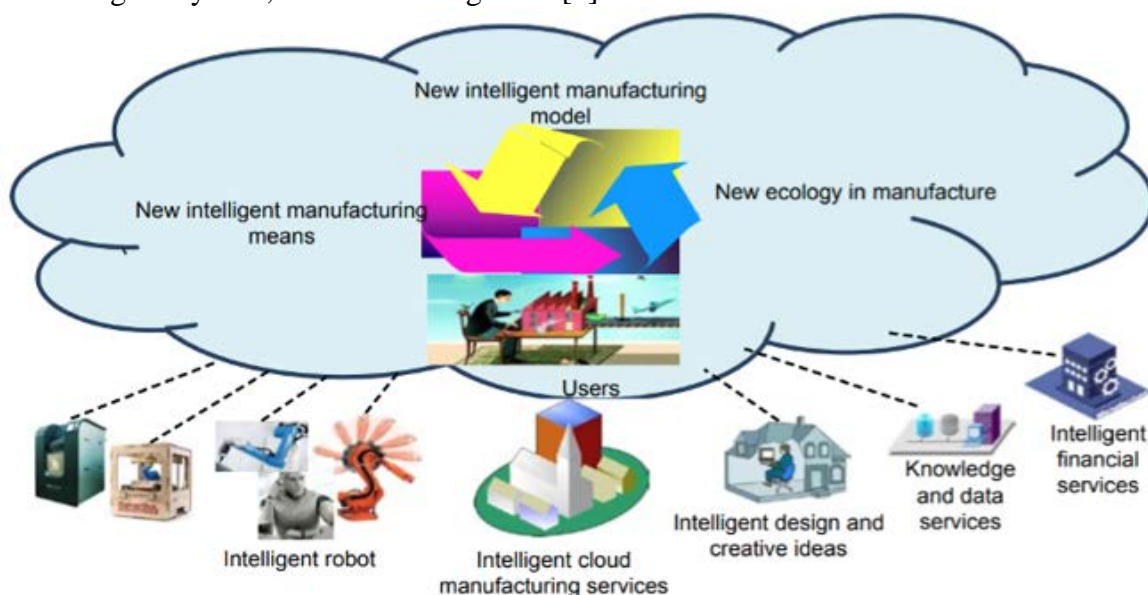 New intelligent manufacturing
model
New intelligent manufacturing
means
New ecology in manufacture
Users
Intelligent robot
Intelligent cloud
manufacturing services
Intelligent design and
creative ideas
Knowledge
and data
services
Intelligent
financial
services